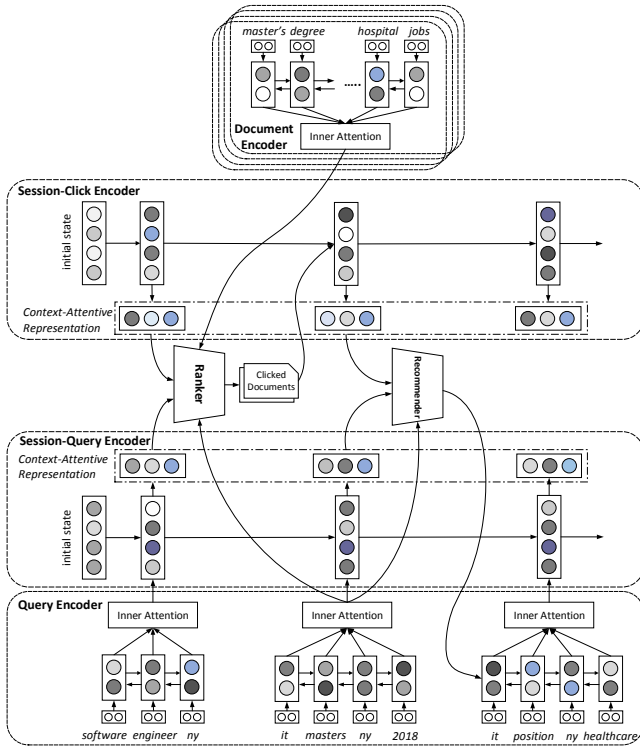 master's degree hospital jobs
.....
Inner Attention
Document
Encoder
Session-Click Encoder
initial state
Context-Attentive
Representation
Ranker
Clicked
Documents
Recommender
Session-Query Encoder
Context-Attentive
Representation
initial state
Query Encoder
Inner Attention Inner Attention Inner Attention
software engineer ny it masters ny 2018 it position ny healthcare